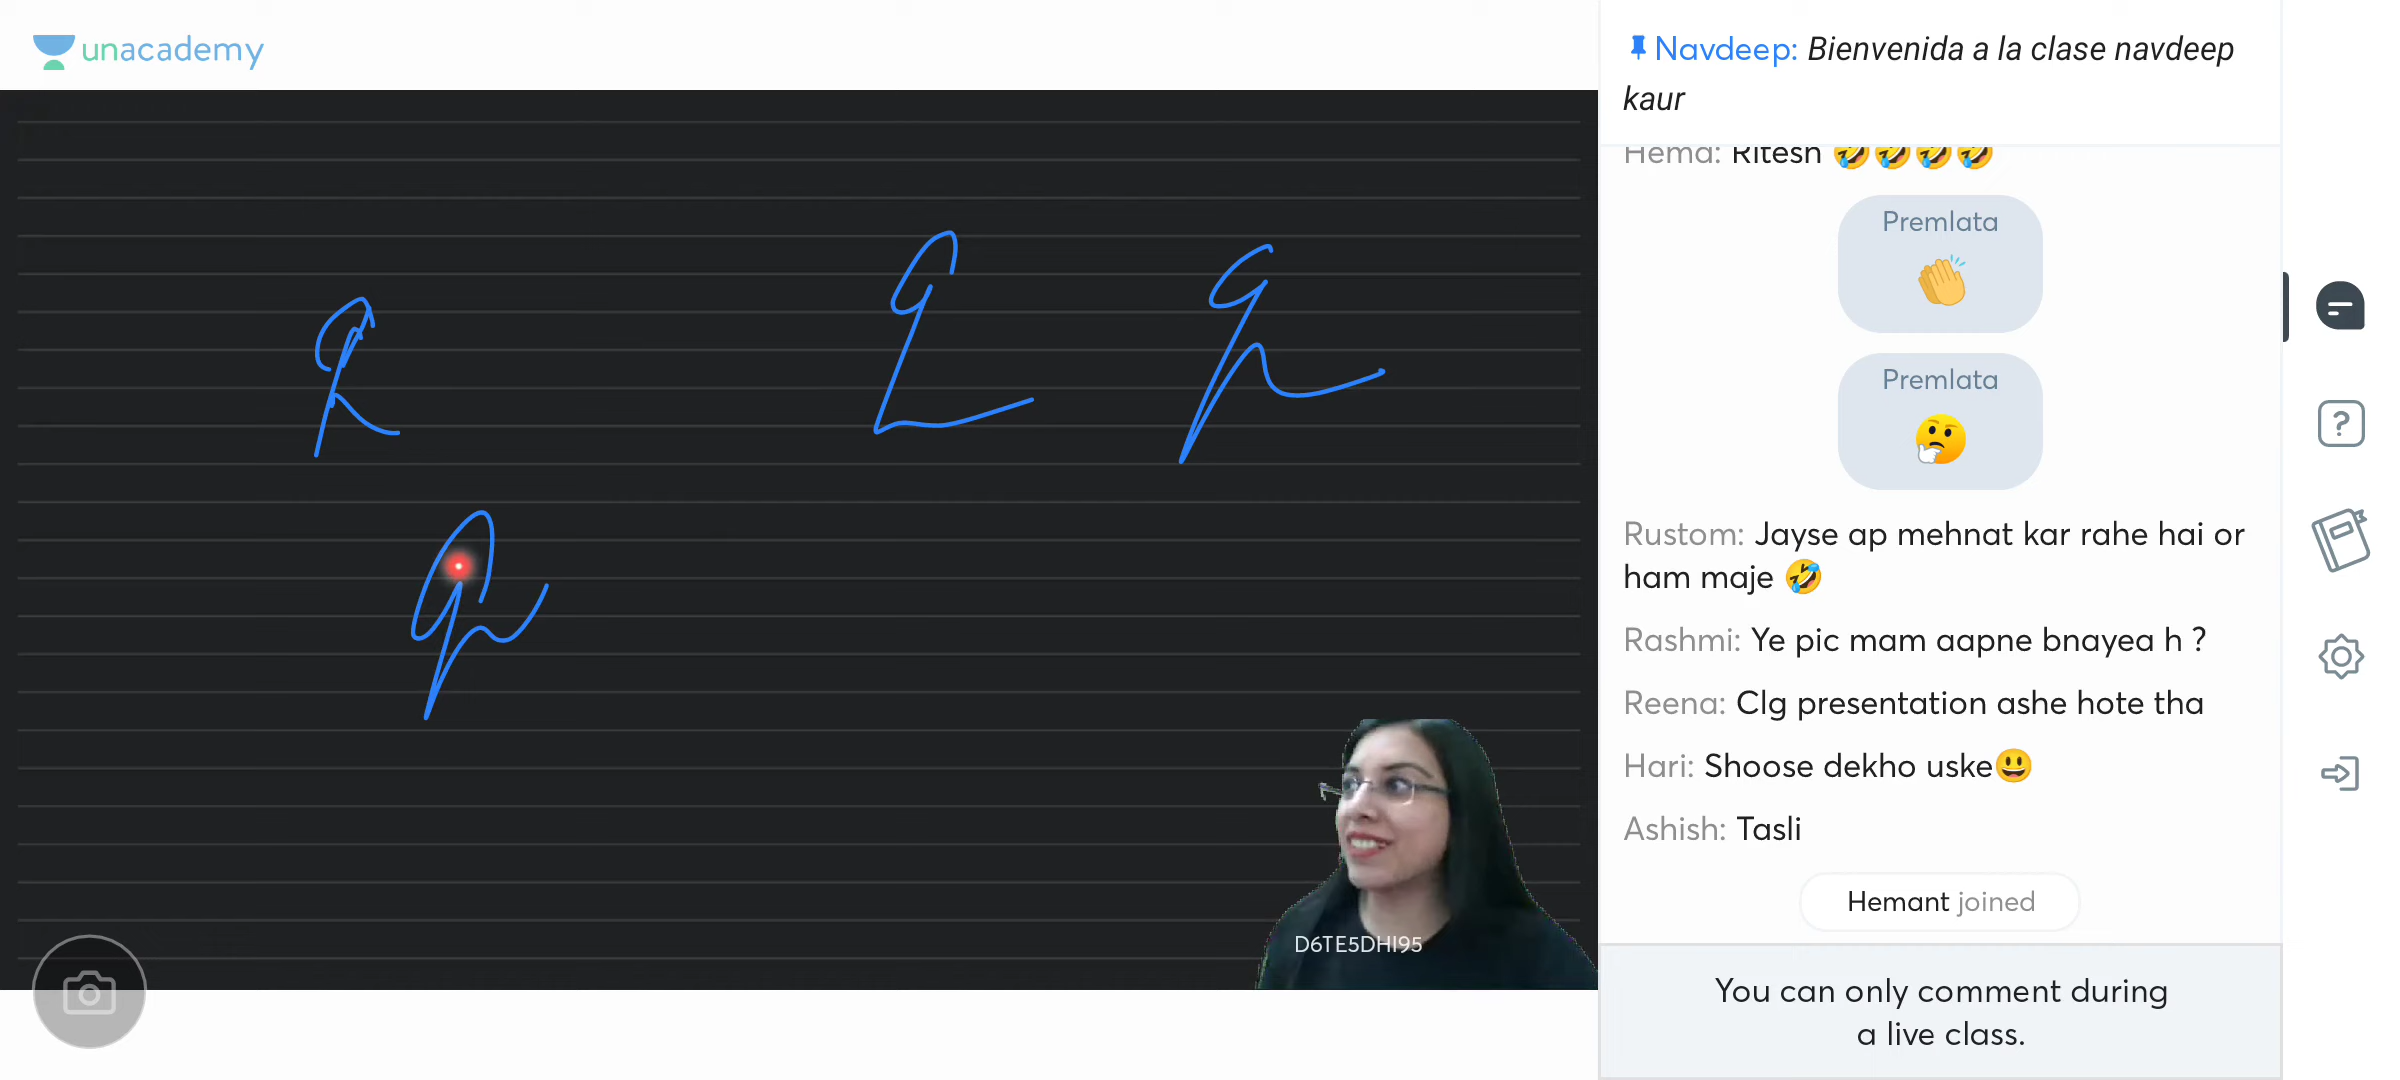 unacademy
D6TE5DHI95
Navdeep: Bienvenida a la clase navdeep
kaur
Hema: Ritesh 🤣🤣🤣🤣
Premlata
👏
Premlata
🤔
Rustom: Jayse ap mehnat kar rahe hai or
ham maje 🤣
Rashmi: Ye pic mam aapne bnayea h ?
Reena: Clg presentation ashe hote tha
Hari: Shoose dekho uske😃
Ashish: Tasli
Hemant joined
You can only comment during
a live class.